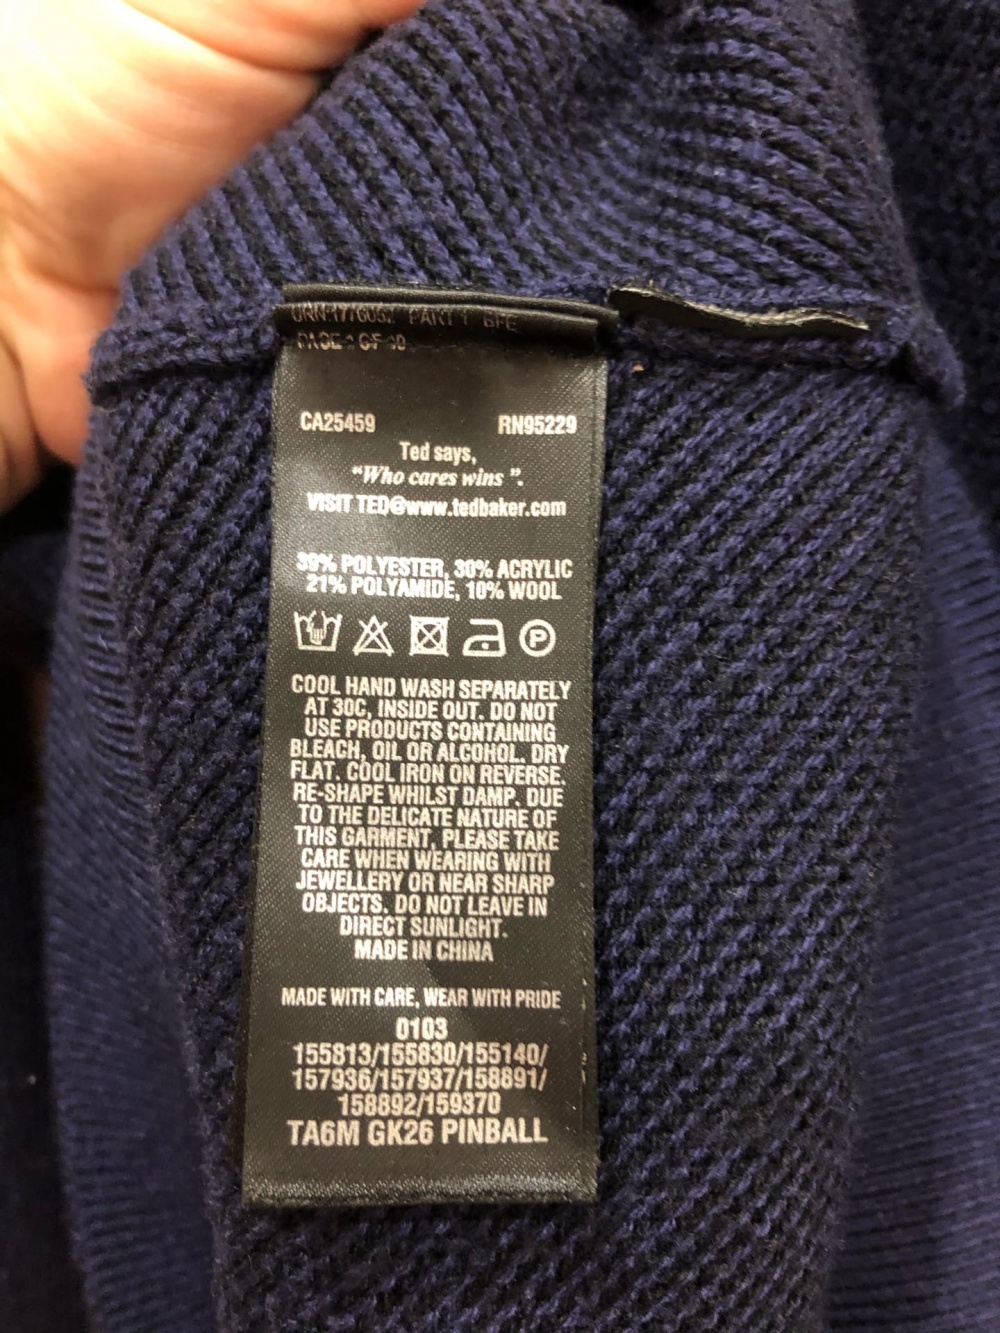 PART 1
CA25459 RN95229
Ted says,
"Who cares wins ".
VISIT TED@www.tedbaker.com
39% POLYESTER, 30% ACRYLIC
21% POLYAMIDE, 10% WOOL
P
COOL HAND WASH SEPARATELY
AT 30C, INSIDE OUT. DO NOT
USE PRODUCTS CONTAINING
BLEACH, OIL OR ALCOHOL. DRY
FLAT. COOL IRON ON REVERSE.
RE-SHAPE WHILST DAMP. DUE
TO THE DELICATE NATURE OF
THIS GARMENT, PLEASE TAKE
CARE WHEN WEARING WITH
JEWELLERY OR NEAR SHARP
OBJECTS. DO NOT LEAVE IN
DIRECT SUNLIGHT.
MADE IN CHINA
MADE WITH CARE, WEAR WITH PRIDE
0103
155813/155830/155140/
157936/157937/158891/
158892/159370
TA6M GK26 PINBALL